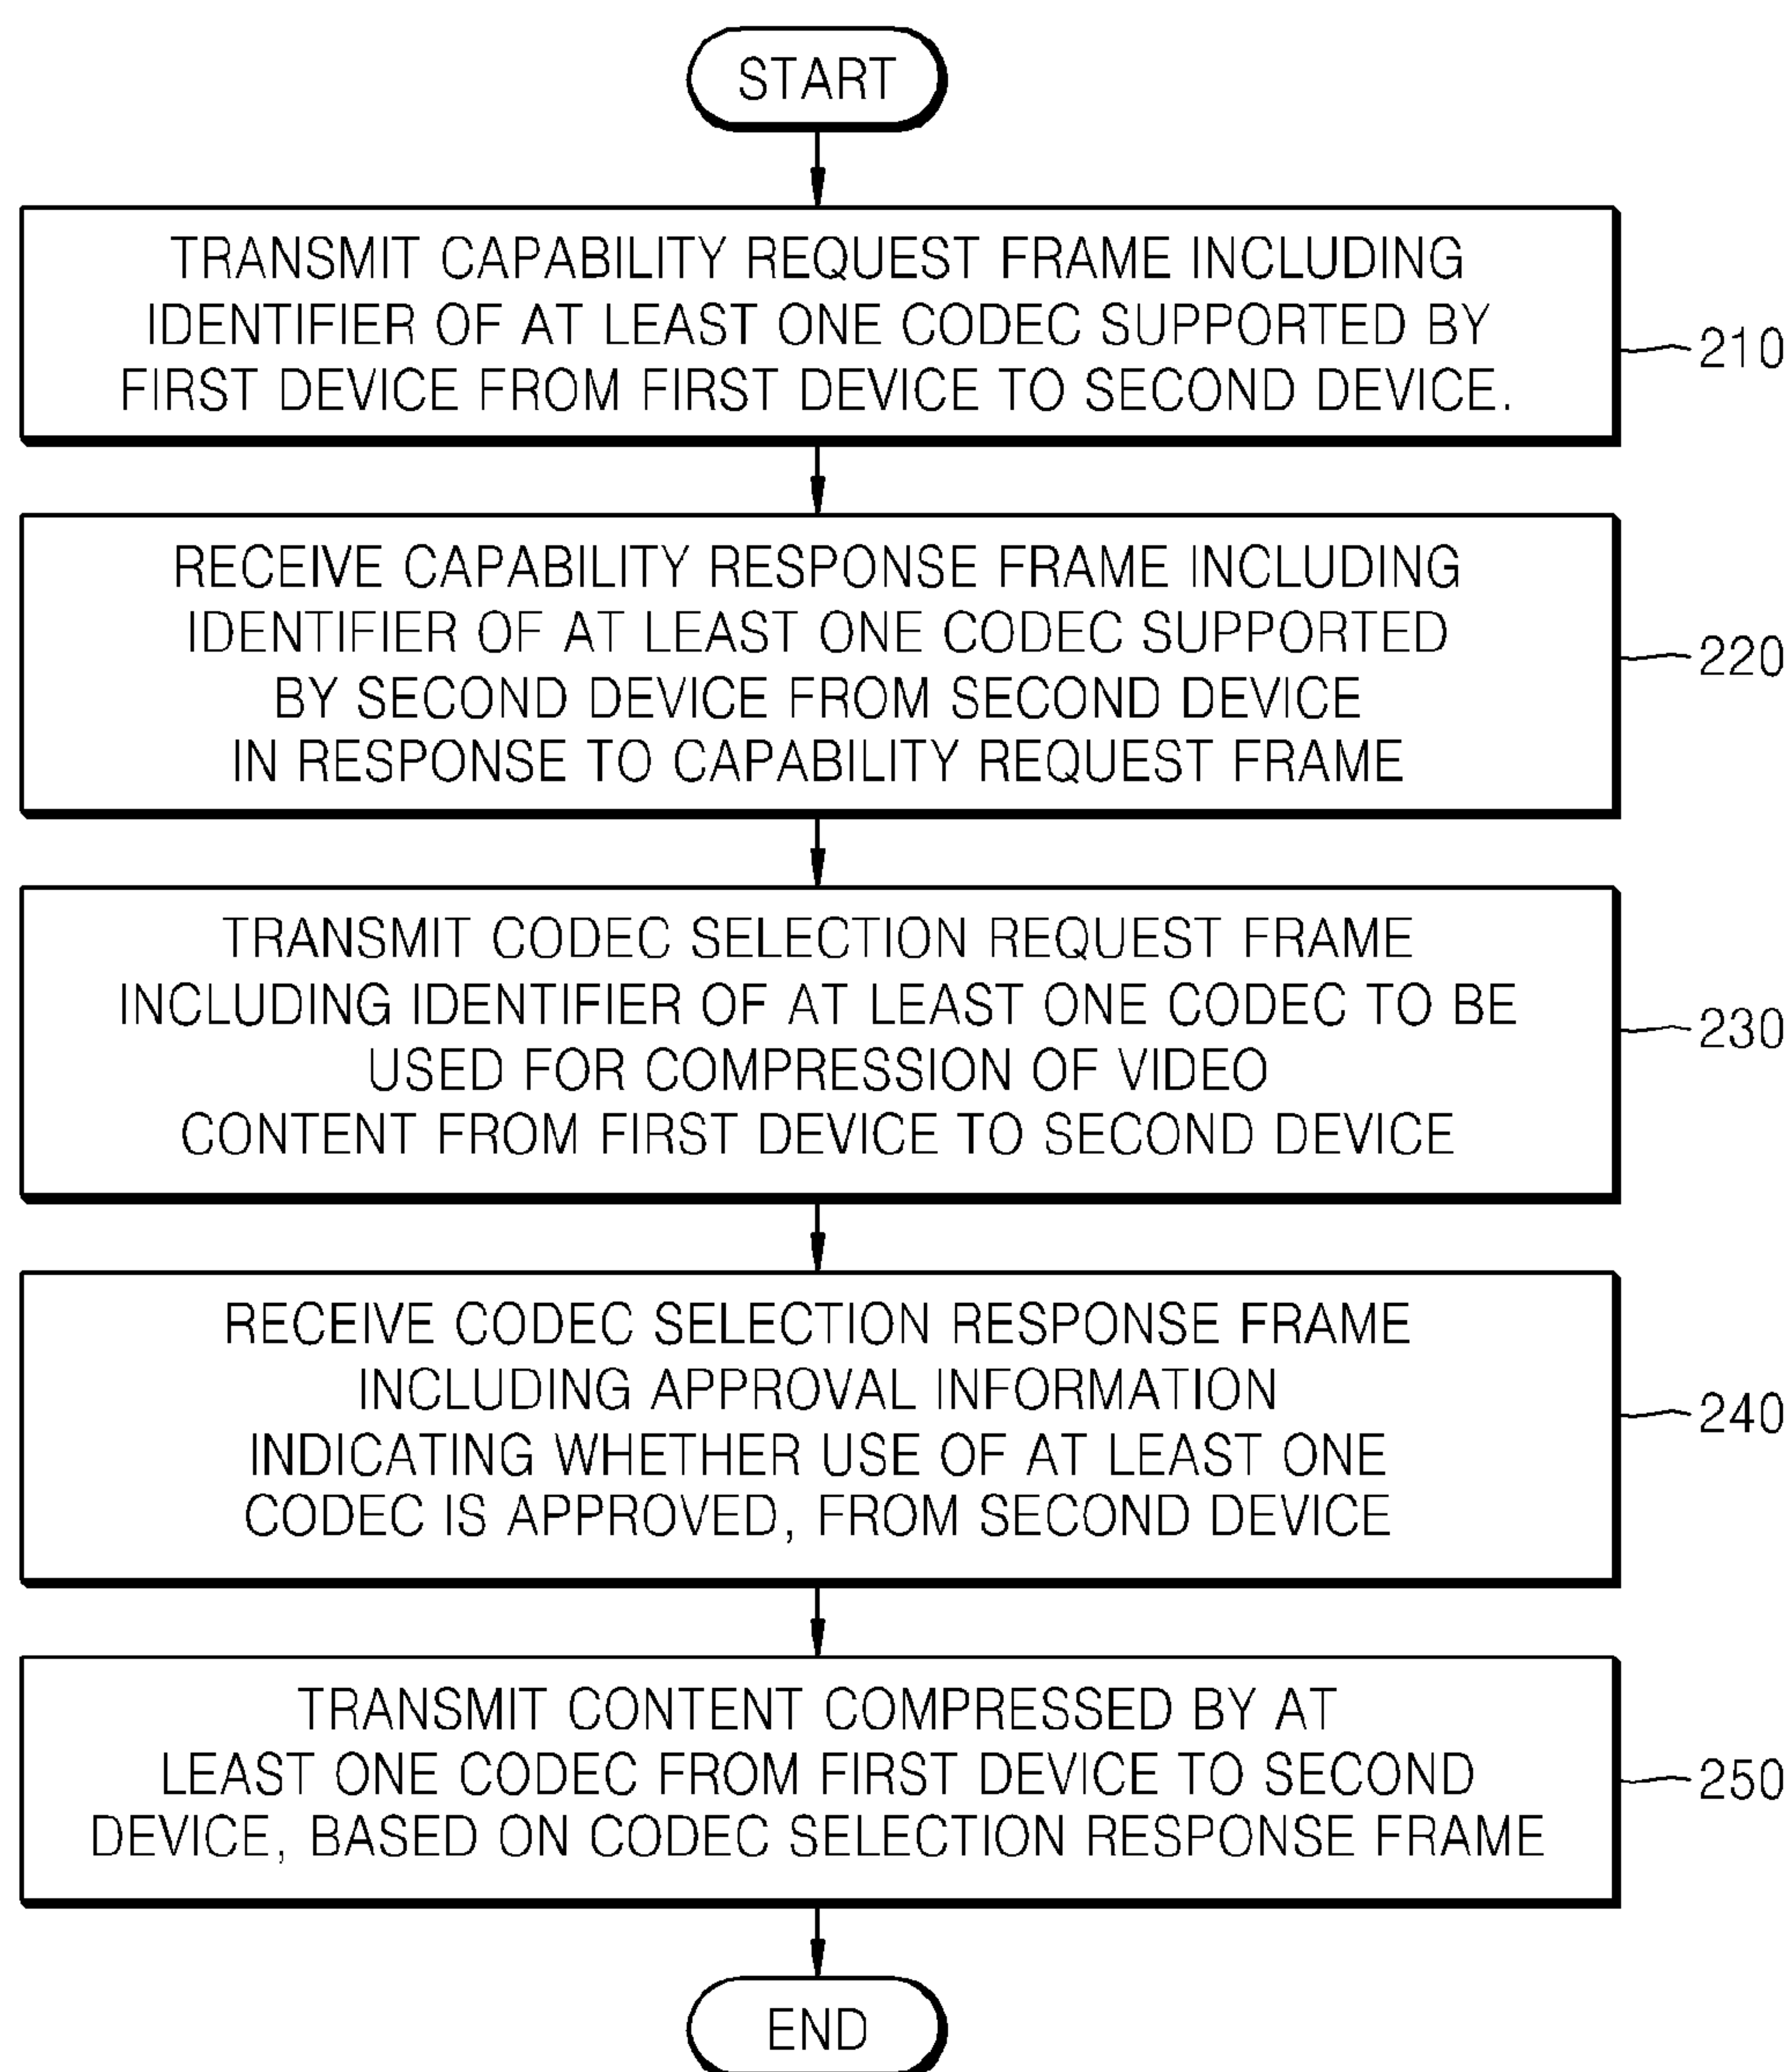 START
TRANSMIT CAPABILITY REQUEST FRAME INCLUDING
IDENTIFIER OF AT LEAST ONE CODEC SUPPORTED BY
FIRST DEVICE FROM FIRST DEVICE TO SECOND DEVICE.
210
RECEIVE CAPABILITY RESPONSE FRAME INCLUDING
IDENTIFIER OF AT LEAST ONE CODEC SUPPORTED
BY SECOND DEVICE FROM SECOND DEVICE
IN RESPONSE TO CAPABILITY REQUEST FRAME
220
TRANSMIT CODEC SELECTION REQUEST FRAME
INCLUDING IDENTIFIER OF AT LEAST ONE CODEC TO BE
USED FOR COMPRESSION OF VIDEO
CONTENT FROM FIRST DEVICE TO SECOND DEVICE
230
RECEIVE CODEC SELECTION RESPONSE FRAME
INCLUDING APPROVAL INFORMATION
INDICATING WHETHER USE OF AT LEAST ONE
CODEC IS APPROVED, FROM SECOND DEVICE
240
TRANSMIT CONTENT COMPRESSED BY AT
LEAST ONE CODEC FROM FIRST DEVICE TO SECOND
DEVICE, BASED ON CODEC SELECTION RESPONSE FRAME
250
END